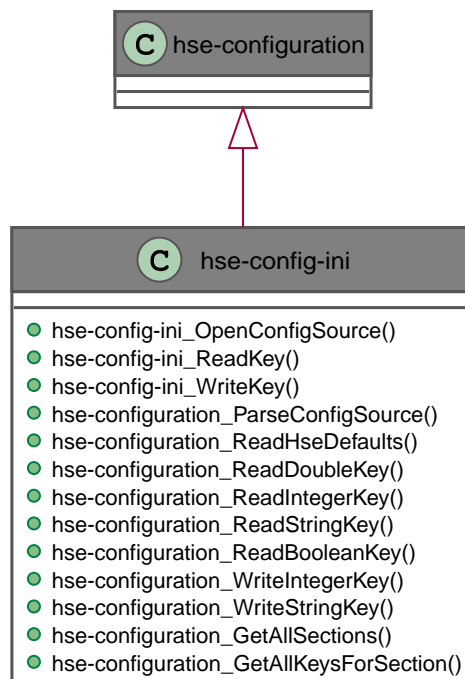 C hse-configuration
C hse-config-ini
hse-config-ini_OpenConfigSource()
hse-config-ini_ReadKey()
hse-config-ini_WriteKey()
hse-configuration_ParseConfigSource()
hse-configuration_ReadHseDefaults()
hse-configuration_ReadDoubleKey()
hse-configuration_ReadIntegerKey()
hse-configuration_ReadStringKey()
hse-configuration_ReadBooleanKey()
hse-configuration_WriteIntegerKey()
hse-configuration_WriteStringKey()
hse-configuration_GetAllSections()
hse-configuration_GetAllKeysForSection()